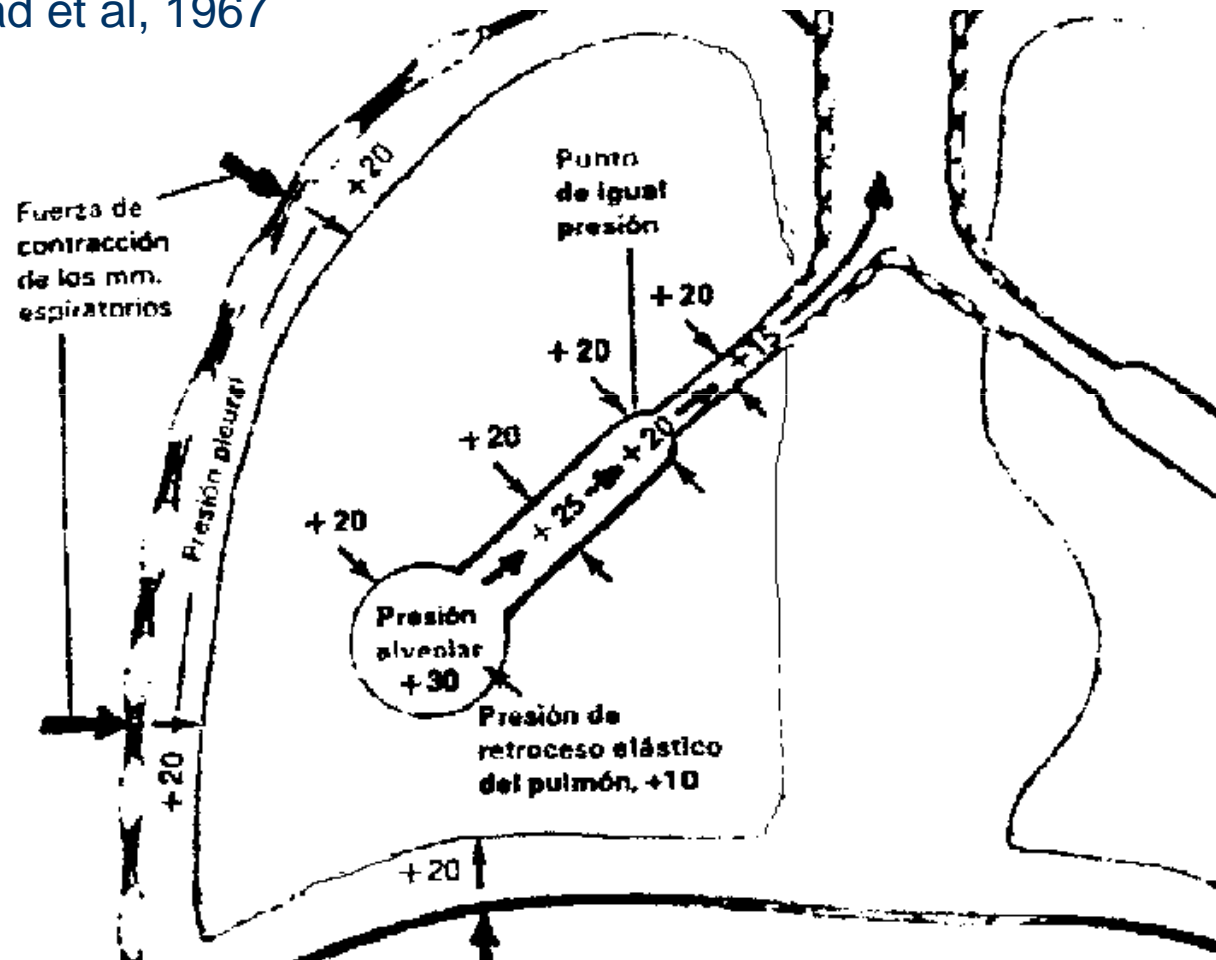 ad et al, 1967
+20
Punto
de igual
presión
Fuerza de
contracción
de los mm.
espiratorios
+20
+20
+15
+20
+20
Presión pleural
+25
+20
Presión
alveolar
+30
Presión de
retroceso elástico
del pulmón, +10
+20
+20